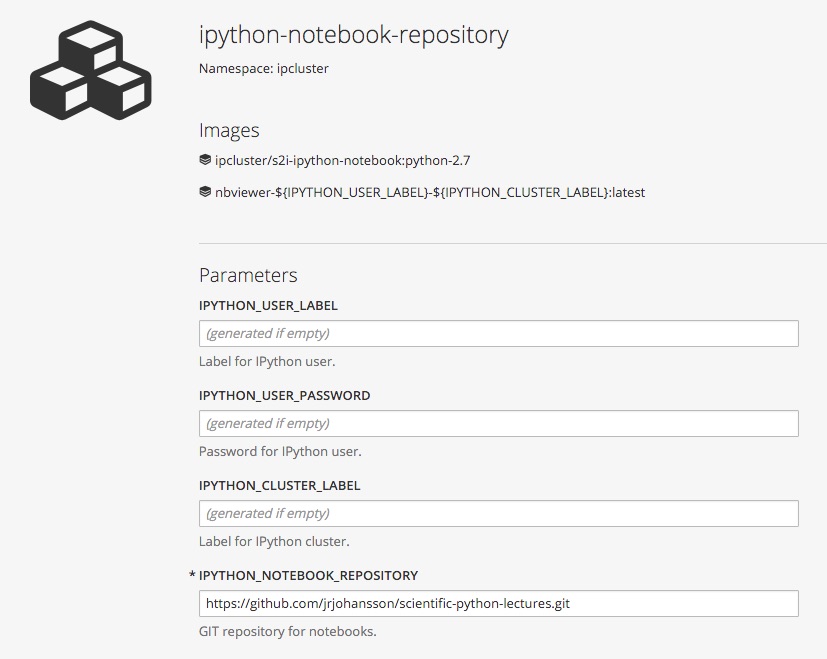 ipython-notebook-repository
Namespace: ipcluster
Images
ipcluster/s2i-ipython-notebook:python-2.7
nbviewer-${IPYTHON_USER_LABEL}-${IPYTHON_CLUSTER_LABEL}:latest
Parameters
IPYTHON_USER_LABEL
(generated if empty)
Label for IPython user.
IPYTHON_USER_PASSWORD
(generated if empty)
Password for IPython user.
IPYTHON_CLUSTER_LABEL
(generated if empty)
Label for IPython cluster.
* IPYTHON_NOTEBOOK_REPOSITORY
https://github.com/jrjohansson/scientific-python-lectures.git
GIT repository for notebooks.